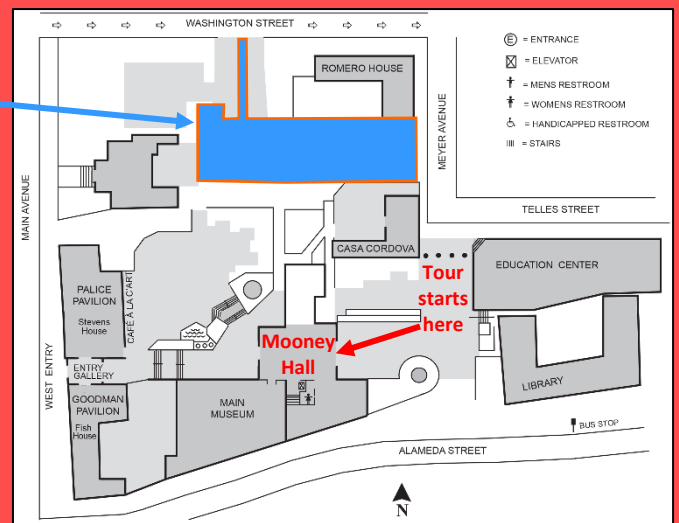 WASHINGTON STREET
ROMERO HOUSE
Ⓔ = ENTRANCE
= ELEVATOR
= MENS RESTROOM
= WOMENS RESTROOM
= HANDICAPPED RESTROOM
= STAIRS
MAIN AVENUE
MEYER AVENUE
TELLES STREET
CASA CORDOVA
EDUCATION CENTER
Tour
starts
here
PALICE
PAVILION
Stevens
House
CAFÉ À LA C'ART
Mooney
Hall
WEST ENTRY
ENTRY
GALLERY
GOODMAN
PAVILION
Fish
House
MAIN
MUSEUM
LIBRARY
BUS STOP
ALAMEDA STREET
N